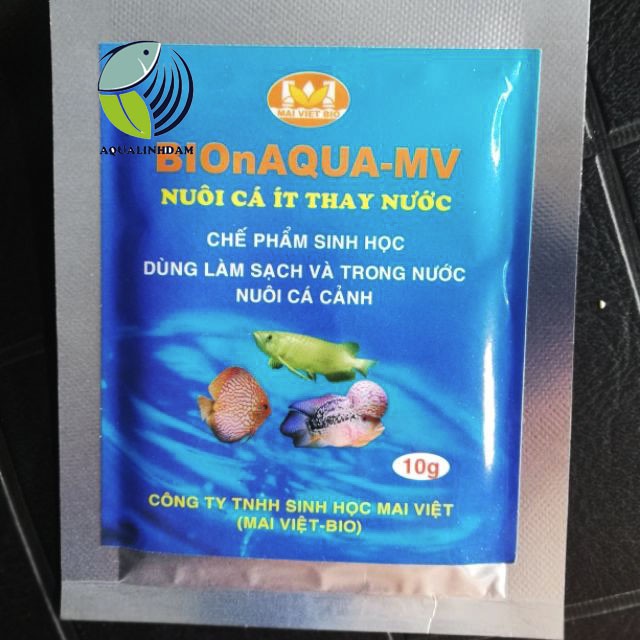 MAI VIET BIO
AQUALINHDAM
BIOnAQUA-MV
NUÔI CÁ ÍT THAY NƯỚC
CHẾ PHẨM SINH HỌC
DÙNG LÀM SẠCH VÀ TRONG NƯỚC
NUÔI CÁ CẢNH
10g
CÔNG TY TNHH SINH HỌC MAI VIỆT
(MAI VIỆT-BIO)